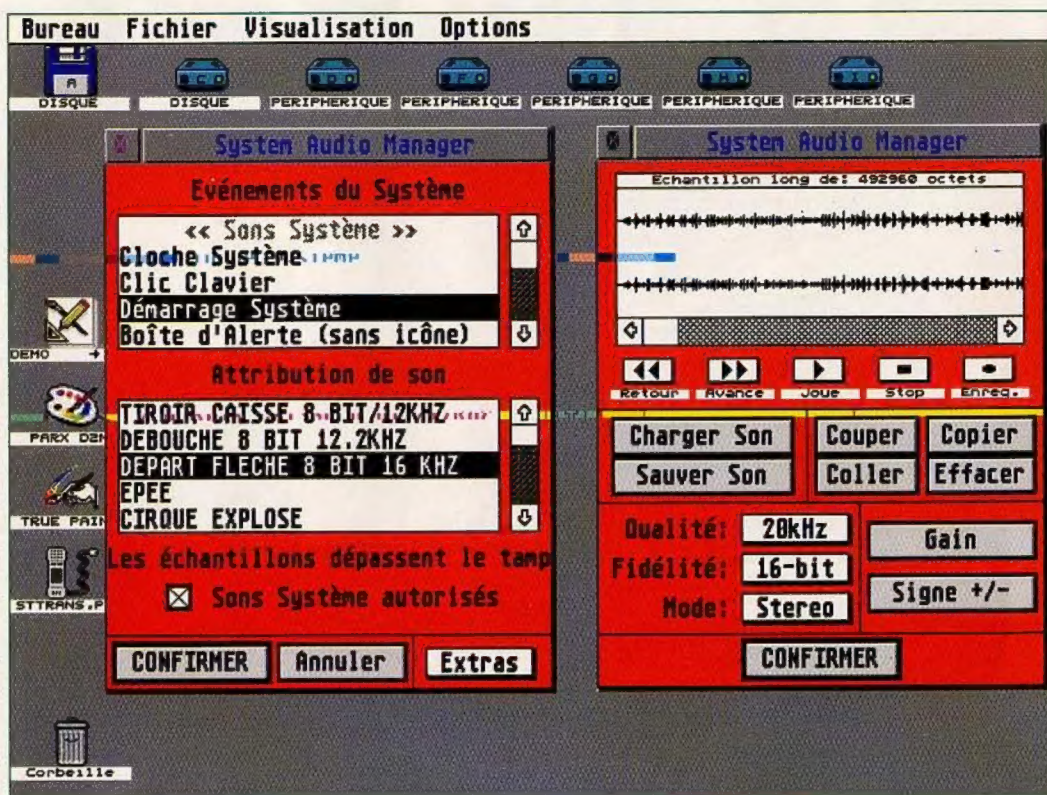 Bureau Fichier Visualisation Options
A C D F G H I
DISQUE DISQUE PERIPHERIQUE PERIPHERIQUE PERIPHERIQUE PERIPHERIQUE PERIPHERIQUE
System Audio Manager
Evénements du Système
<< Sons Système >>
Cloche Système
Clic Clavier
Démarrage Système
Boîte d'Alerte (sans icône)
Attribution de son
TIROIR CAISSE 8 BIT/12KHZ
DEBOUCHE 8 BIT 12.2KHZ
DEPART FLECHE 8 BIT 16 KHZ
EPEE
CIRQUE EXPLOSE
Les échantillons dépassent le tamp
Sons Système autorisés
CONFIRMER Annuler Extras
System Audio Manager
Echantillon long de: 492960 octets
Retour Avance Joue Stop Enreg.
Charger Son Couper Copier
Sauver Son Coller Effacer
Qualité: 20kHz
Gain
Fidélité: 16-bit
Signe +/-
Mode: Stereo
CONFIRMER
DEMO
PARX D2M
TRUE PAIN
STTRANS.P
Corbeille